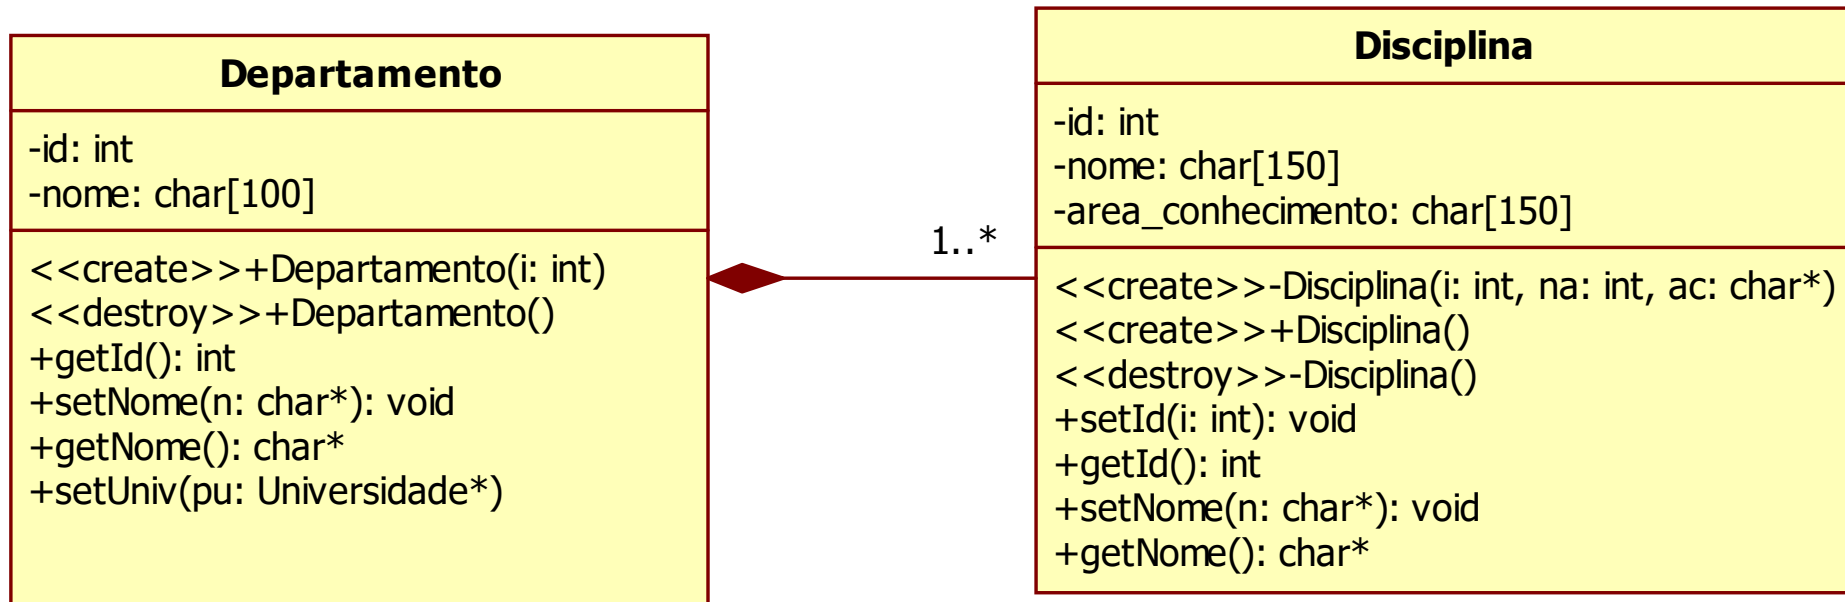 Departamento
-id: int
-nome: char[100]
<<create>>+Departamento(i: int)
<<destroy>>+Departamento()
+getId(): int
+setNome(n: char*): void
+getNome(): char*
+setUniv(pu: Universidade*)
1..*
Disciplina
-id: int
-nome: char[150]
-area_conhecimento: char[150]
<<create>>-Disciplina(i: int, na: int, ac: char*)
<<create>>+Disciplina()
<<destroy>>-Disciplina()
+setId(i: int): void
+getId(): int
+setNome(n: char*): void
+getNome(): char*